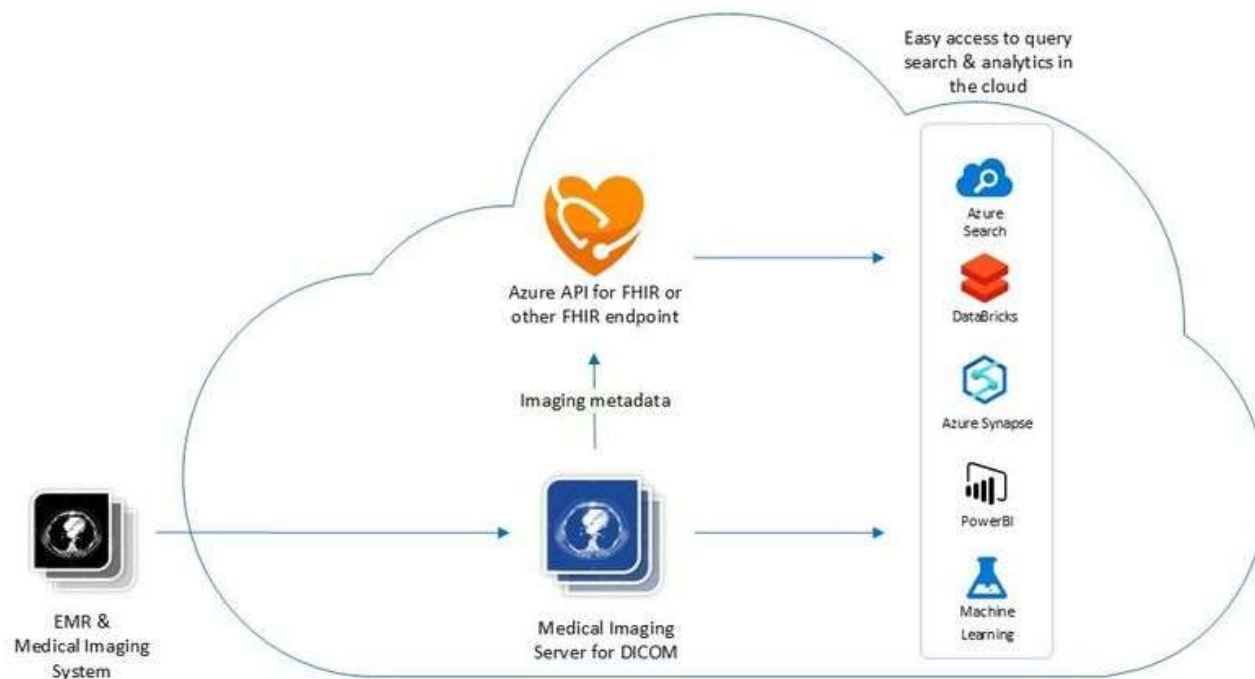 Easy access to query
search & analytics in
the cloud
Azure
Search
DataBricks
Azure Synapse
PowerBI
Machine
Learning
Azure API for FHIR or
other FHIR endpoint
Imaging metadata
Medical Imaging
Server for DICOM
EMR &
Medical Imaging
System